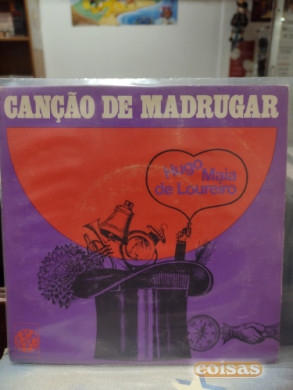 CANÇÃO DE MADRUGAR
Hugo
Maia
de Loureiro
coisas